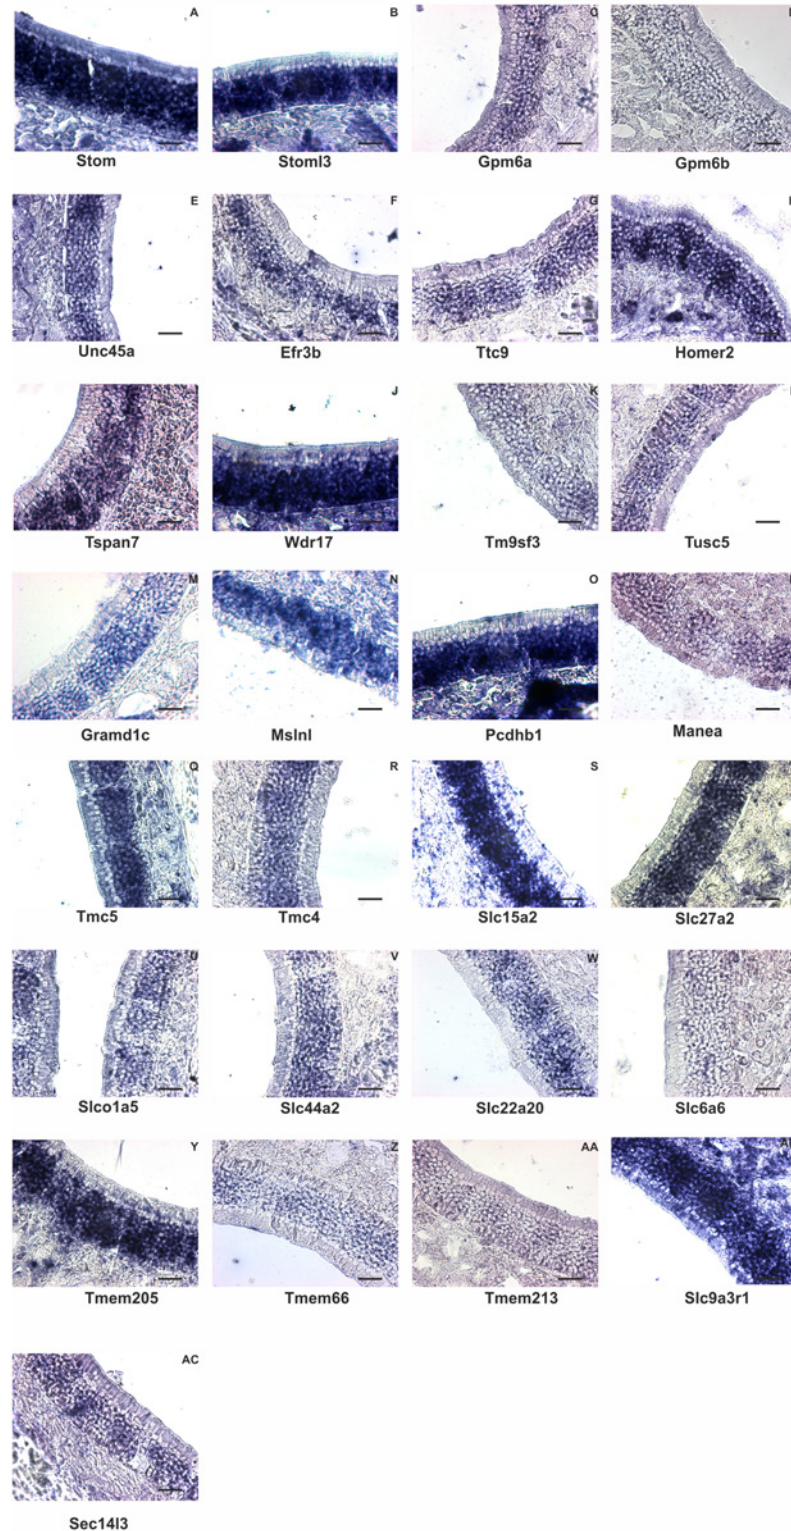 A B C
Stom Stoml3 Gpm6a Gpm6b
E F G
Unc45a Efr3b Ttc9 Homer2
J K
Tspan7 Wdr17 Tm9sf3 Tusc5
M N O
Gramd1c Mslnl Pcdhb1 Manea
Q R S
Tmc5 Tmc4 Slc15a2 Slc27a2
U V W
Slco1a5 Slc44a2 Slc22a20 Slc6a6
Y Z AA
Tmem205 Tmem66 Tmem213 Slc9a3r1
AC
Sec14l3